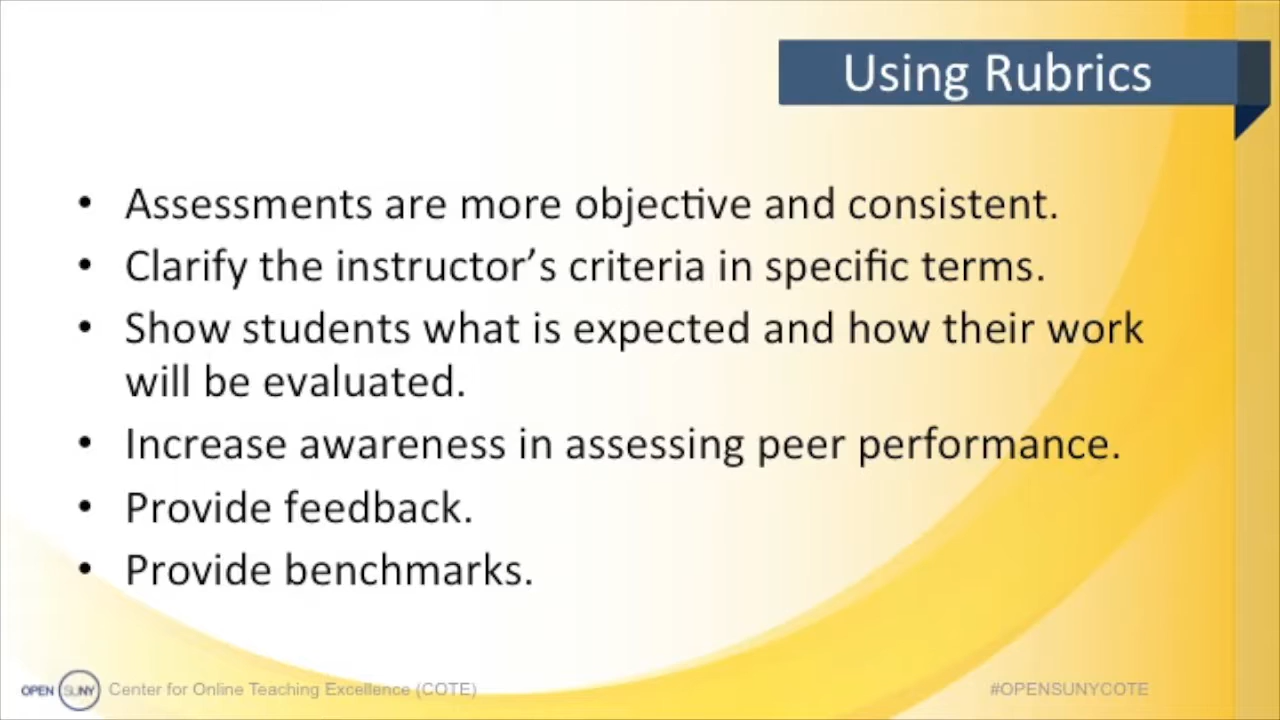 Using Rubrics
• Assessments are more objective and consistent.
• Clarify the instructor’s criteria in specific terms.
• Show students what is expected and how their work
will be evaluated.
• Increase awareness in assessing peer performance.
• Provide feedback.
• Provide benchmarks.
OPEN SUNY Center for Online Teaching Excellence (COTE)
#OPENSUNYCOTE